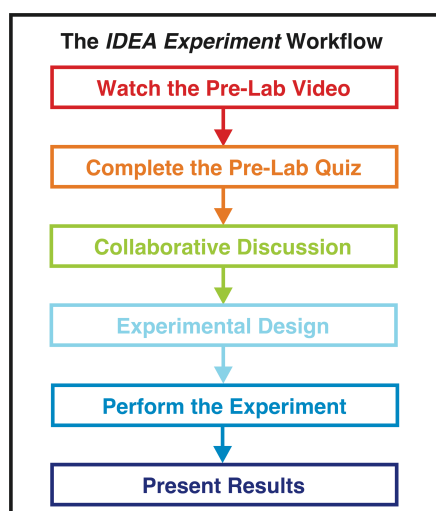 The IDEA Experiment Workflow
Watch the Pre-Lab Video
Complete the Pre-Lab Quiz
Collaborative Discussion
Experimental Design
Perform the Experiment
Present Results